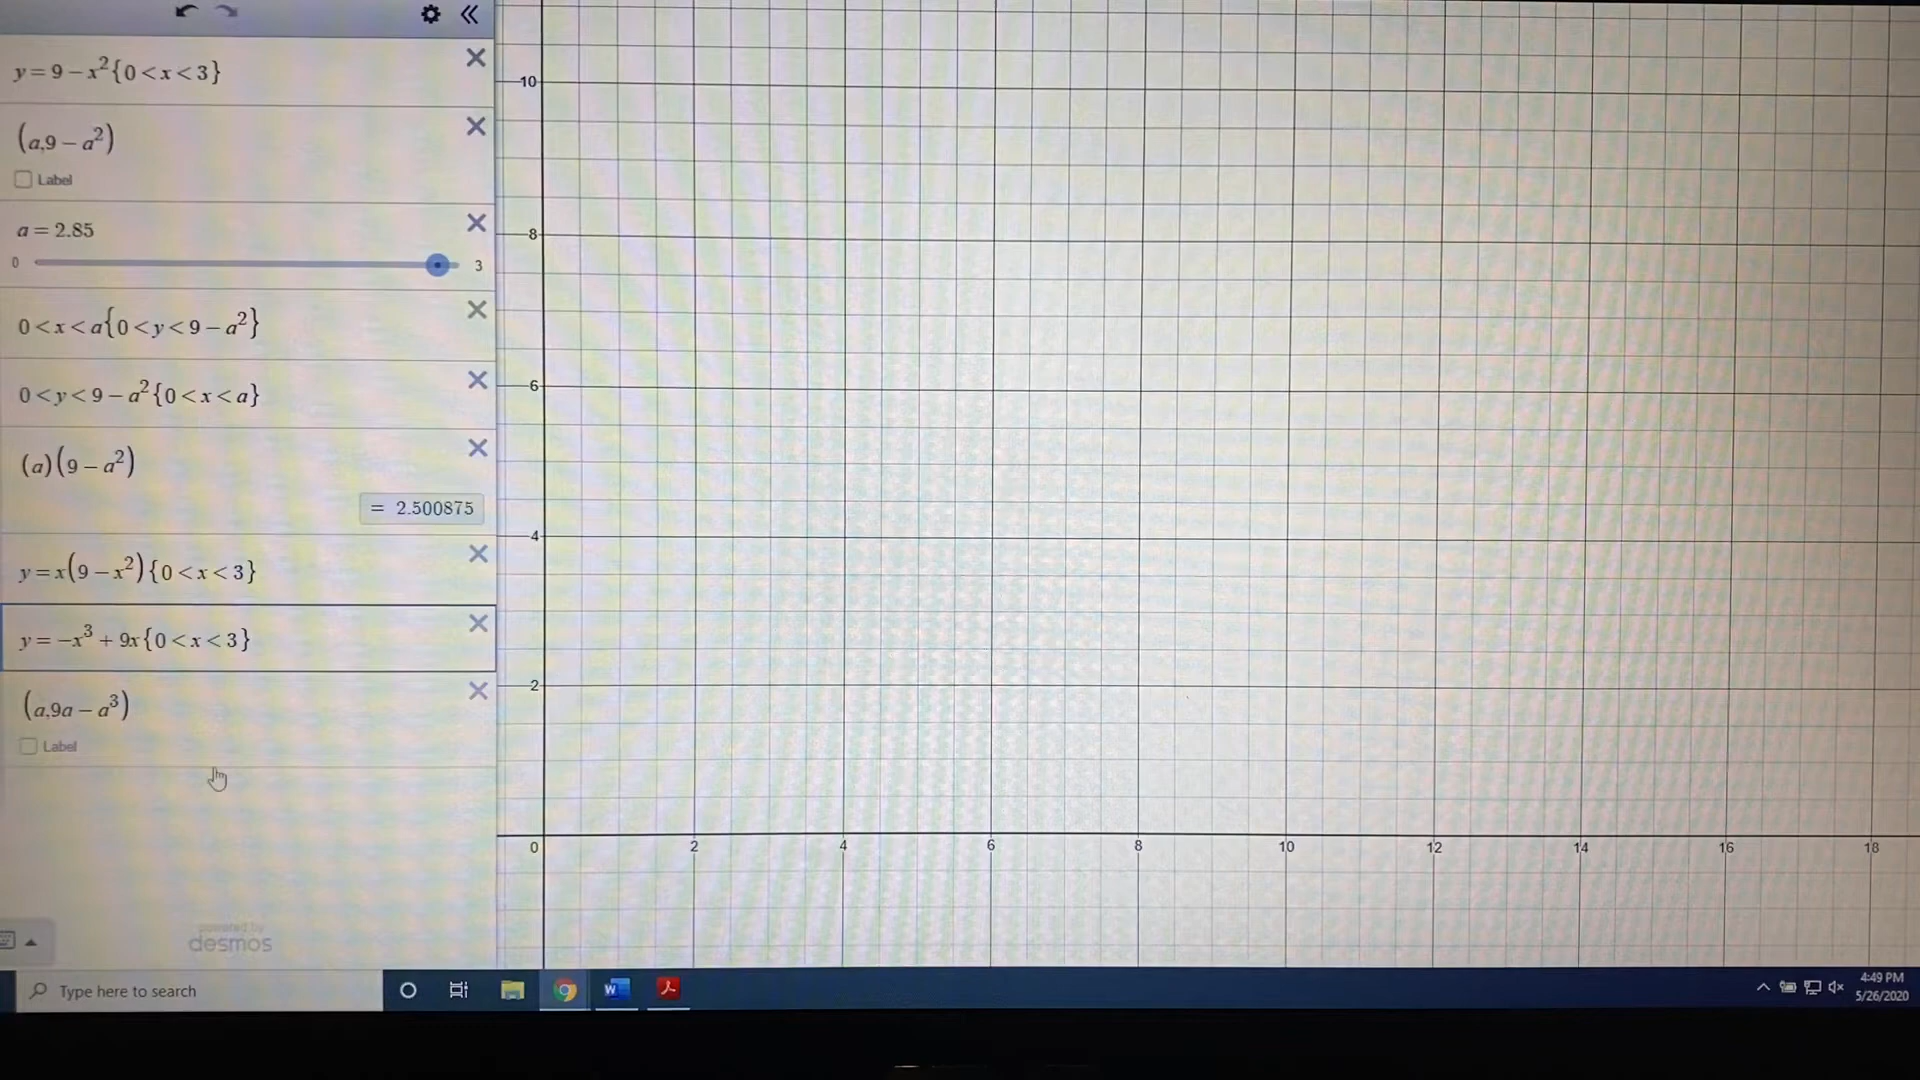 y=9−x²{0<x<3}
(a,9−a²)
Label
a=2.85
0 3
0<x<a{0<y<9−a²}
0<y<9−a²{0<x<a}
(a)(9−a²)
= 2.500875
y=x(9−x²){0<x<3}
y=−x³+9x{0<x<3}
(a,9a−a³)
Label
powered by
desmos
10
8
6
4
2
0 2 4 6 8 10 12 14 16 18
Type here to search
W
4:49 PM
5/26/2020